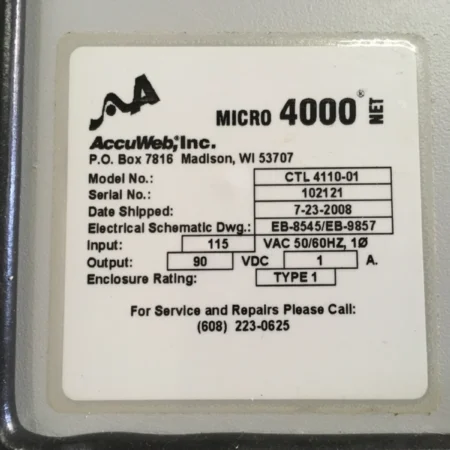 MICRO 4000® NET
AccuWeb, Inc.
P.O. Box 7816 Madison, WI 53707
Model No.: CTL 4110-01
Serial No.: 102121
Date Shipped: 7-23-2008
Electrical Schematic Dwg.: EB-8545/EB-9857
Input: 115 VAC 50/60HZ, 1Ø
Output: 90 VDC 1 A.
Enclosure Rating: TYPE 1
For Service and Repairs Please Call:
(608) 223-0625